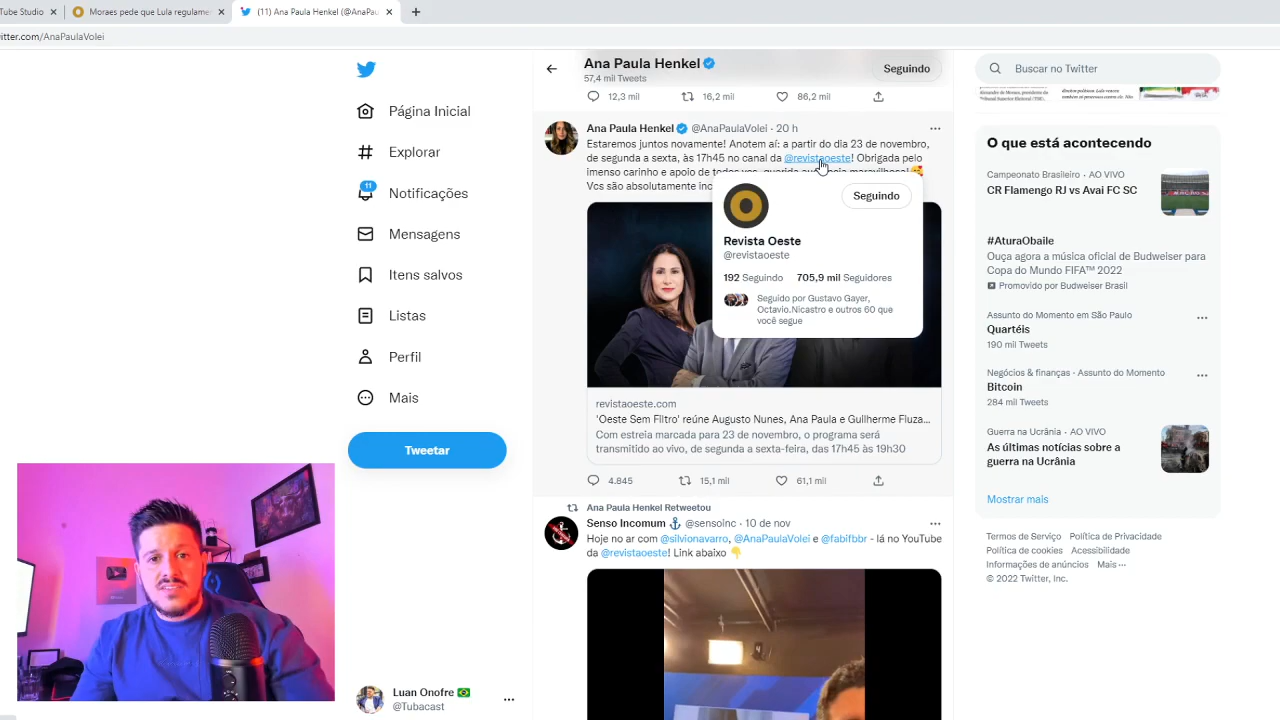 Tube Studio
Moraes pede que Lula regulamen
(11) Ana Paula Henkel (@AnaPau
itter.com/AnaPaulaVolei
Ana Paula Henkel
57,4 mil Tweets
Seguindo
Buscar no Twitter
12,3 mil
16,2 mil
86,2 mil
Página Inicial
Explorar
11
Notificações
Mensagens
Itens salvos
Listas
Perfil
Mais
Tweetar
Luan Onofre 🇧🇷
@Tubacast
Ana Paula Henkel @AnaPaulaVolei · 20 h
Estaremos juntos novamente! Anotem aí: a partir do dia 23 de novembro,
de segunda a sexta, às 17h45 no canal da @revistaoeste! Obrigada pelo
imenso carinho e apoio de todos vcs, querida audiência maravilhosa! 🥰
Vcs são absolutamente inc
Seguindo
Revista Oeste
@revistaoeste
192 Seguindo 705,9 mil Seguidores
Seguido por Gustavo Gayer,
Octavio.Nicastro e outros 60 que
você segue
revistaoeste.com
'Oeste Sem Filtro' reúne Augusto Nunes, Ana Paula e Guilherme Fiuza...
Com estreia marcada para 23 de novembro, o programa será
transmitido ao vivo, de segunda a sexta-feira, das 17h45 às 19h30
4.845
15,1 mil
61,1 mil
Ana Paula Henkel Retweetou
Senso Incomum ⚓ @sensoinc · 10 de nov
Hoje no ar com @silvionavarro, @AnaPaulaVolei e @fabifbbr - lá no YouTube
da @revistaoeste! Link abaixo 👇
O que está acontecendo
Campeonato Brasileiro · AO VIVO
CR Flamengo RJ vs Avaí FC SC
#AturaObaile
Ouça agora a música oficial de Budweiser para
Copa do Mundo FIFA™ 2022
Promovido por Budweiser Brasil
Assunto do Momento em São Paulo
Quartéis
190 mil Tweets
Negócios & finanças · Assunto do Momento
Bitcoin
284 mil Tweets
Guerra na Ucrânia · AO VIVO
As últimas notícias sobre a
guerra na Ucrânia
Mostrar mais
Termos de Serviço Política de Privacidade
Política de cookies Acessibilidade
Informações de anúncios Mais ···
© 2022 Twitter, Inc.